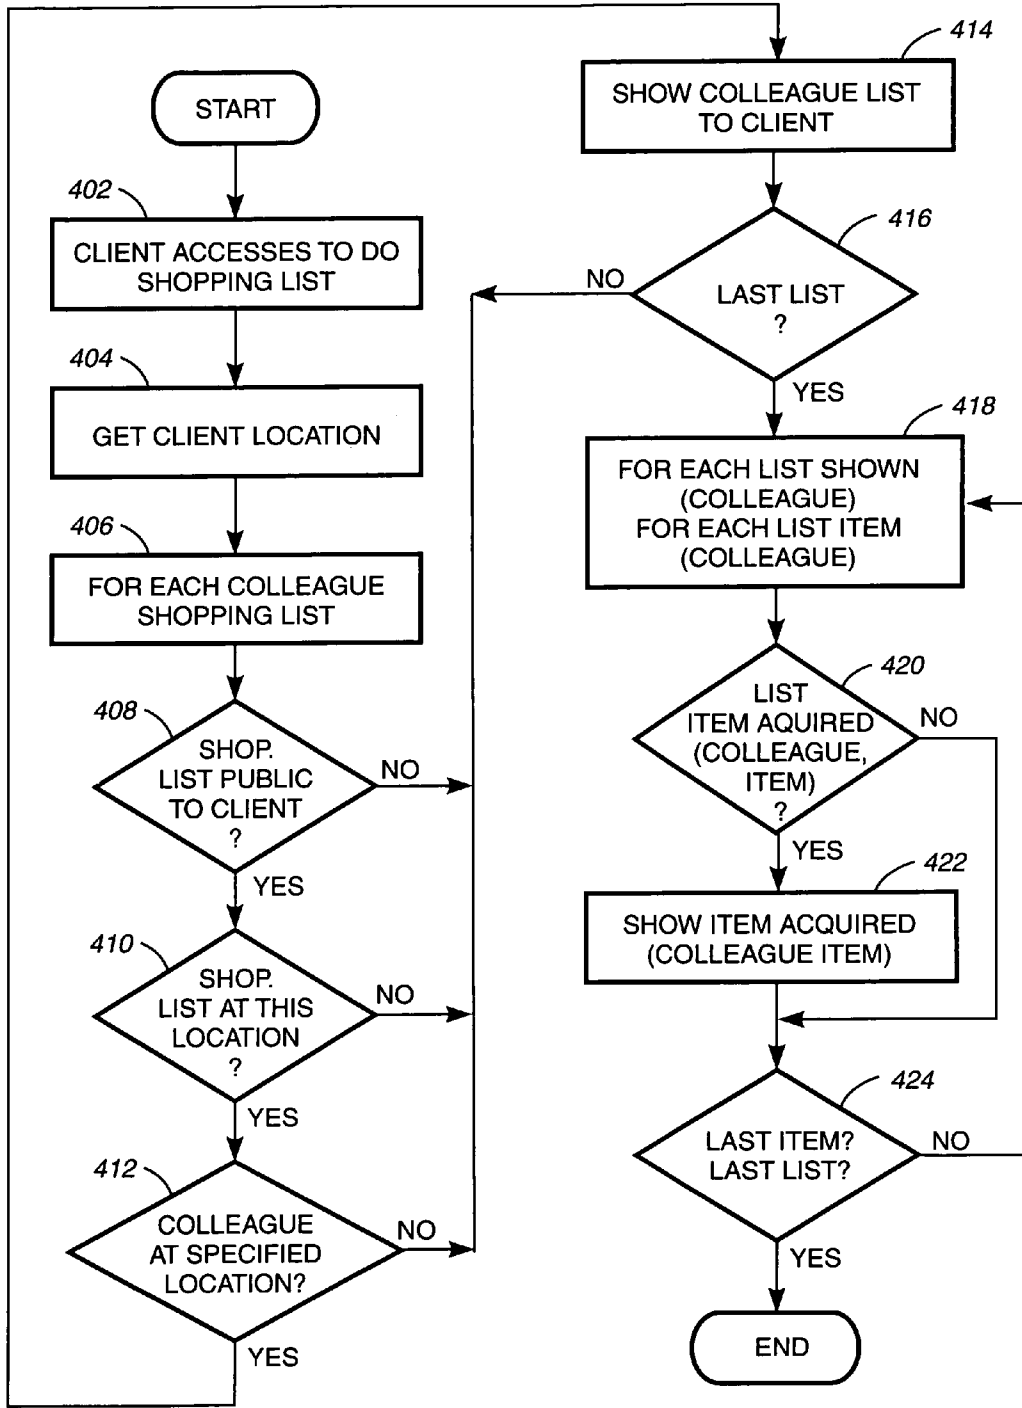 START
402
CLIENT ACCESSES TO DO
SHOPPING LIST
404
GET CLIENT LOCATION
406
FOR EACH COLLEAGUE
SHOPPING LIST
408
SHOP.
LIST PUBLIC
TO CLIENT
?
NO
YES
410
SHOP.
LIST AT THIS
LOCATION
?
NO
YES
412
COLLEAGUE
AT SPECIFIED
LOCATION?
NO
YES
414
SHOW COLLEAGUE LIST
TO CLIENT
416
LAST LIST
?
NO
YES
418
FOR EACH LIST SHOWN
(COLLEAGUE)
FOR EACH LIST ITEM
(COLLEAGUE)
420
LIST
ITEM AQUIRED
(COLLEAGUE,
ITEM)
?
NO
YES
422
SHOW ITEM ACQUIRED
(COLLEAGUE ITEM)
424
LAST ITEM?
LAST LIST?
NO
YES
END